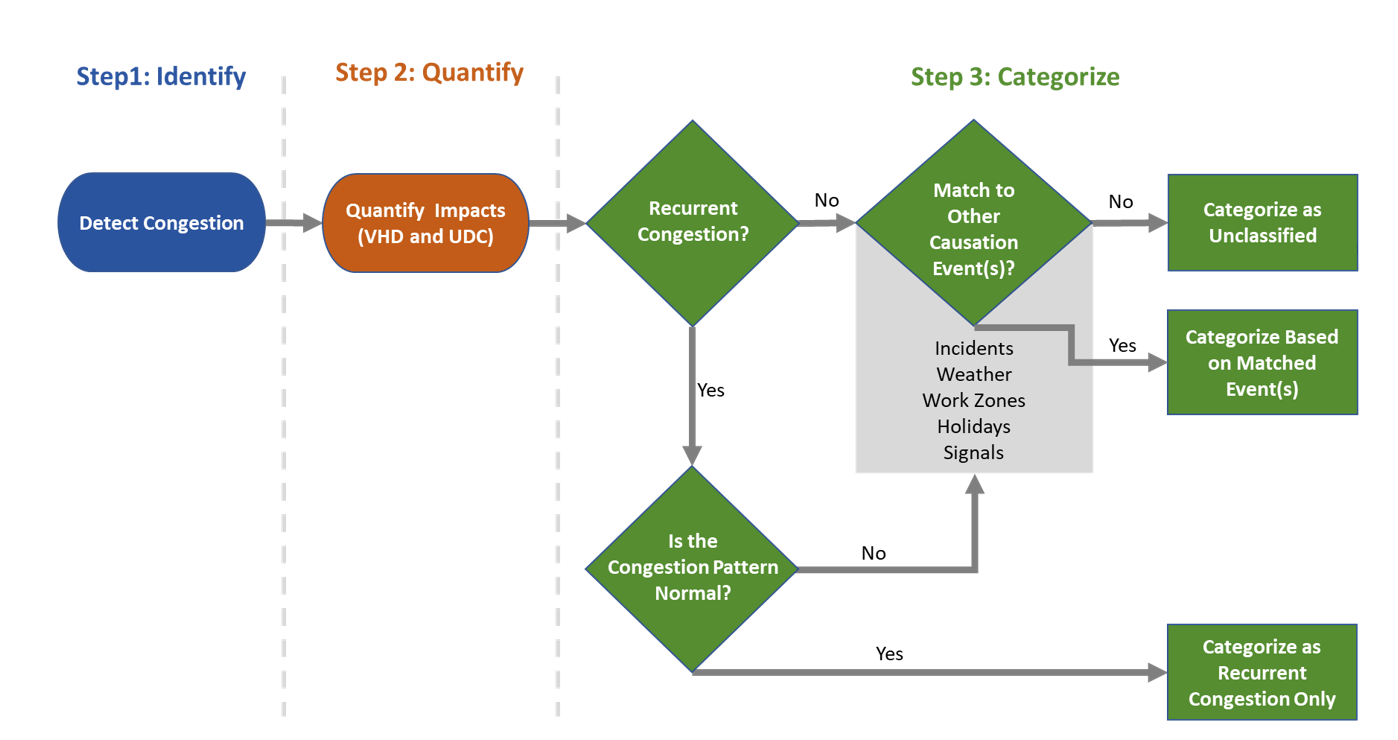 Step1: Identify
Step 2: Quantify
Step 3: Categorize
Detect Congestion
Quantify Impacts
(VHD and UDC)
Recurrent
Congestion?
No
Match to
Other
Causation
Event(s)?
No
Categorize as
Unclassified
Incidents
Weather
Work Zones
Holidays
Signals
Yes
Categorize Based
on Matched
Event(s)
Yes
Is the
Congestion Pattern
Normal?
No
Yes
Categorize as
Recurrent
Congestion Only